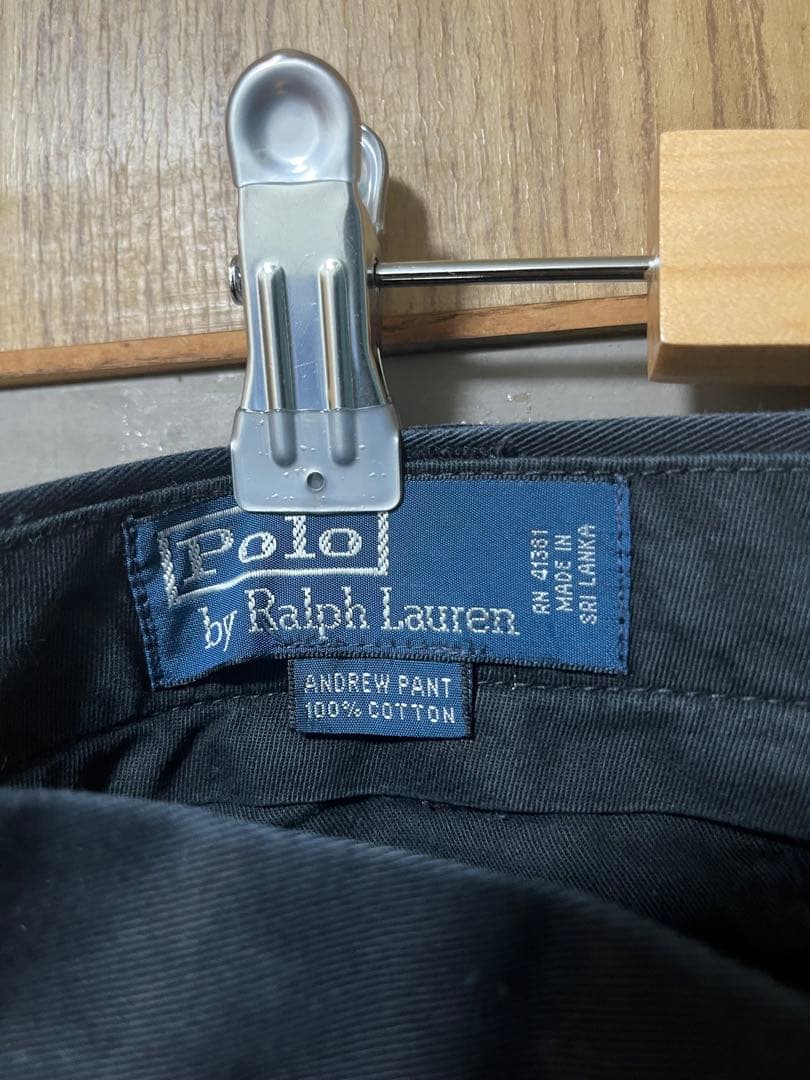 Polo
by Ralph Lauren
RN 41381
MADE IN
SRI LANKA
ANDREW PANT
100% COTTON